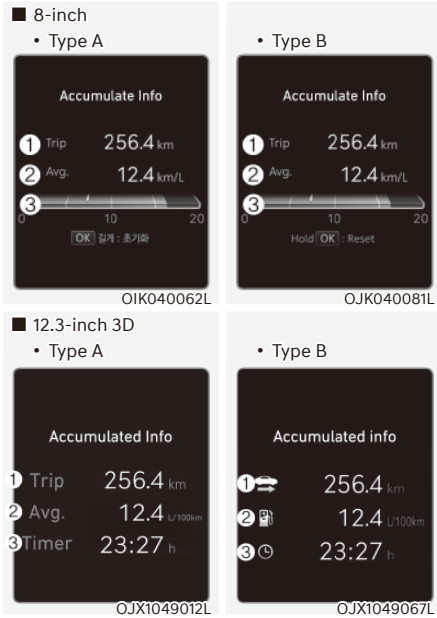 ■ 8-inch
• Type A
Accumulate Info
1 Trip 256.4 km
2 Avg. 12.4 km/L
3
0 10 20
OK 길게 : 초기화
OIK040062L
• Type B
Accumulate Info
1 Trip 256.4 km
2 Avg. 12.4 km/L
3
0 10 20
Hold OK : Reset
OJK040081L
■ 12.3-inch 3D
• Type A
Accumulated Info
1 Trip 256.4 km
2 Avg. 12.4 L/100km
3 Timer 23:27 h
OJX1049012L
• Type B
Accumulated info
1 256.4 km
2 12.4 L/100km
3 23:27 h
OJX1049067L